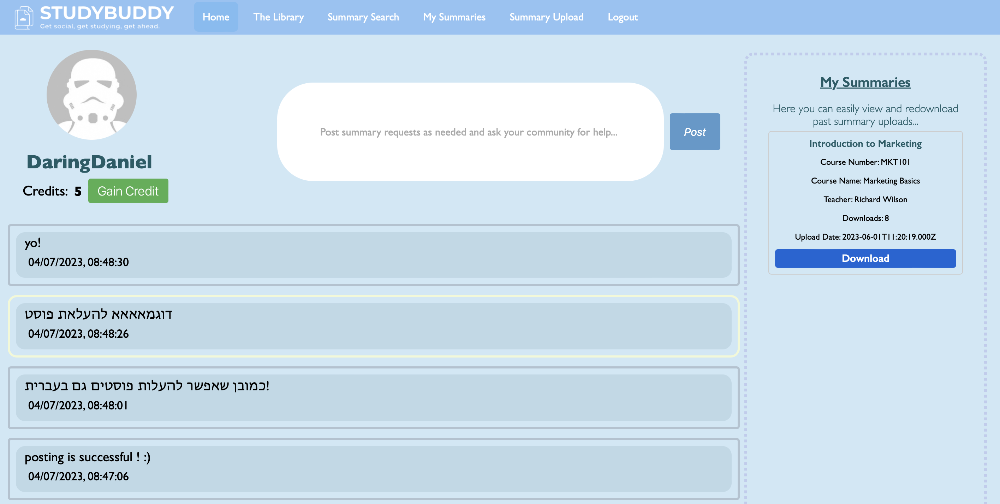 STUDYBUDDY
Get social, get studying, get ahead.
Home The Library Summary Search My Summaries Summary Upload Logout
DaringDaniel
Credits: 5 Gain Credit
Post summary requests as needed and ask your community for help...
Post
yo!
04/07/2023, 08:48:30
דוגמאאאא להעלאת פוסט
04/07/2023, 08:48:26
כמובן שאפשר להעלות פוסטים גם בעברית!
04/07/2023, 08:48:01
posting is successful ! :)
04/07/2023, 08:47:06
My Summaries
Here you can easily view and redownload
past summary uploads...
Introduction to Marketing
Course Number: MKT101
Course Name: Marketing Basics
Teacher: Richard Wilson
Downloads: 8
Upload Date: 2023-06-01T11:20:19.000Z
Download